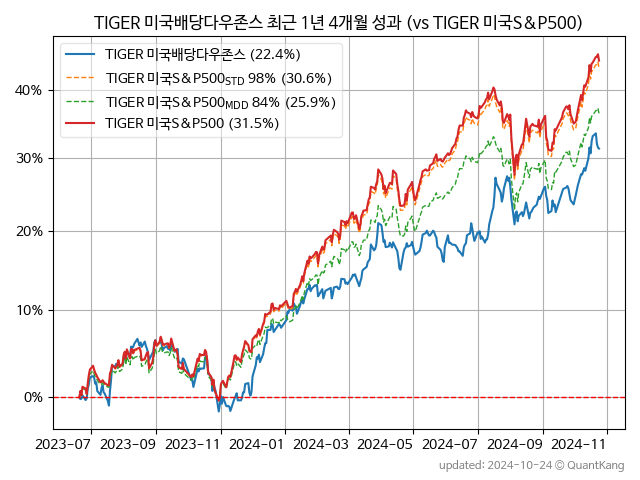 TIGER 미국배당다우존스 최근 1년 4개월 성과 (vs TIGER 미국S&P500)
TIGER 미국배당다우존스 (22.4%)
TIGER 미국S&P500STD 98% (30.6%)
TIGER 미국S&P500MDD 84% (25.9%)
TIGER 미국S&P500 (31.5%)
40%
30%
20%
10%
0%
2023-07 2023-09 2023-11 2024-01 2024-03 2024-05 2024-07 2024-09 2024-11
updated: 2024-10-24 © QuantKang